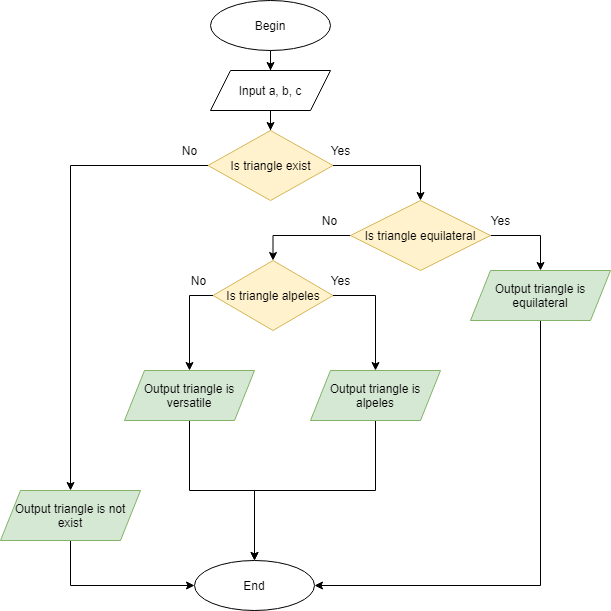 Begin
Input a, b, c
No
Is triangle exist
Yes
No
Is triangle equilateral
Yes
No
Is triangle alpeles
Yes
Output triangle is
equilateral
Output triangle is
versatile
Output triangle is
alpeles
Output triangle is not
exist
End